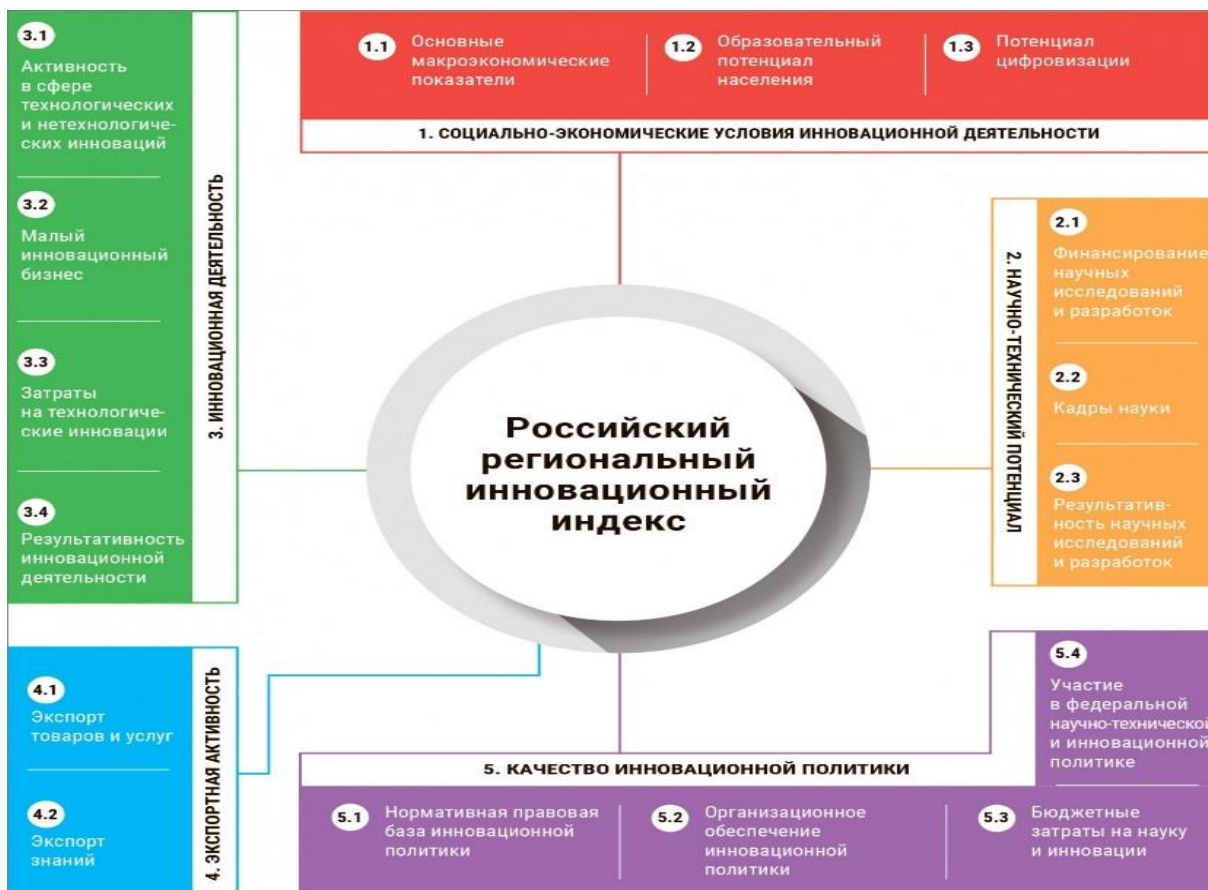 1.1
Основные
макроэкономические
показатели
1.2
Образовательный
потенциал
населения
1.3
Потенциал
цифровизации
1. СОЦИАЛЬНО-ЭКОНОМИЧЕСКИЕ УСЛОВИЯ ИННОВАЦИОННОЙ ДЕЯТЕЛЬНОСТИ
2. НАУЧНО-ТЕХНИЧЕСКИЙ ПОТЕНЦИАЛ
2.1
Финансирование
научных
исследований
и разработок
2.2
Кадры науки
2.3
Результатив-
ность научных
исследований
и разработок
3.1
Активность
в сфере
технологических
и нетехнологиче-
ских инноваций
3.2
Малый
инновационный
бизнес
3.3
Затраты
на технологиче-
ские инновации
3.4
Результативность
инновационной
деятельности
3. ИННОВАЦИОННАЯ ДЕЯТЕЛЬНОСТЬ
Российский
региональный
инновационный
индекс
4.1
Экспорт
товаров и услуг
4.2
Экспорт
знаний
4. ЭКСПОРТНАЯ АКТИВНОСТЬ
5. КАЧЕСТВО ИННОВАЦИОННОЙ ПОЛИТИКИ
5.1
Нормативная правовая
база инновационной
политики
5.2
Организационное
обеспечение
инновационной
политики
5.3
Бюджетные
затраты на науку
и инновации
5.4
Участие
в федеральной
научно-технической
и инновационной
политике